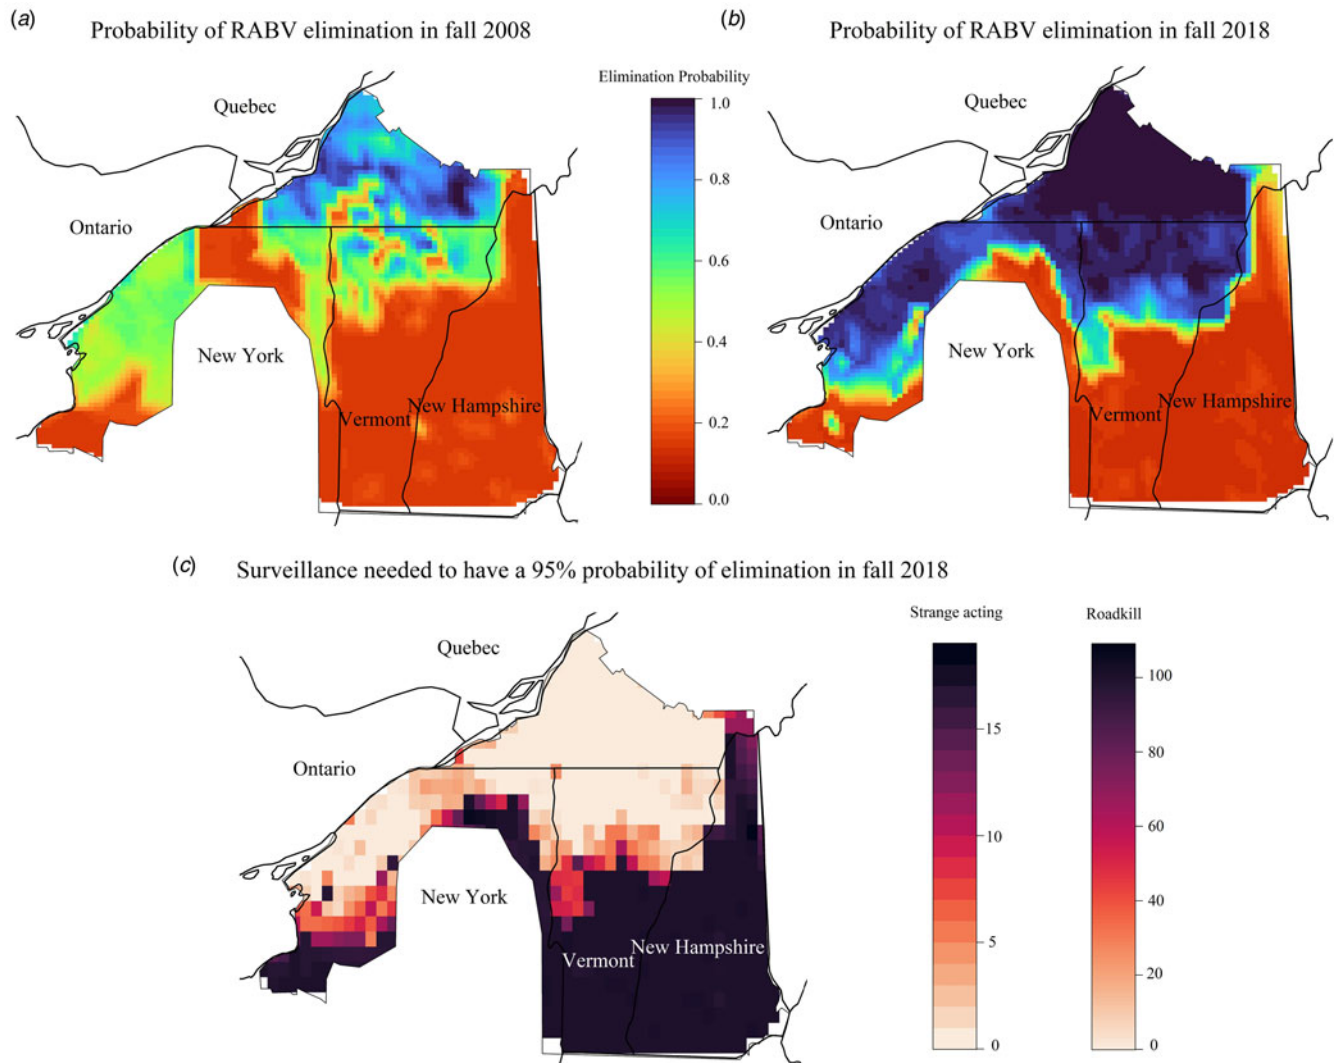 (a) Probability of RABV elimination in fall 2008
Quebec
Ontario
New York
Vermont
New Hampshire
Elimination Probability
1.0
0.8
0.6
0.4
0.2
0.0
(b) Probability of RABV elimination in fall 2018
Quebec
Ontario
New York
Vermont
New Hampshire
(c) Surveillance needed to have a 95% probability of elimination in fall 2018
Quebec
Ontario
New York
Vermont
New Hampshire
Strange acting
15
10
5
0
Roadkill
100
80
60
40
20
0